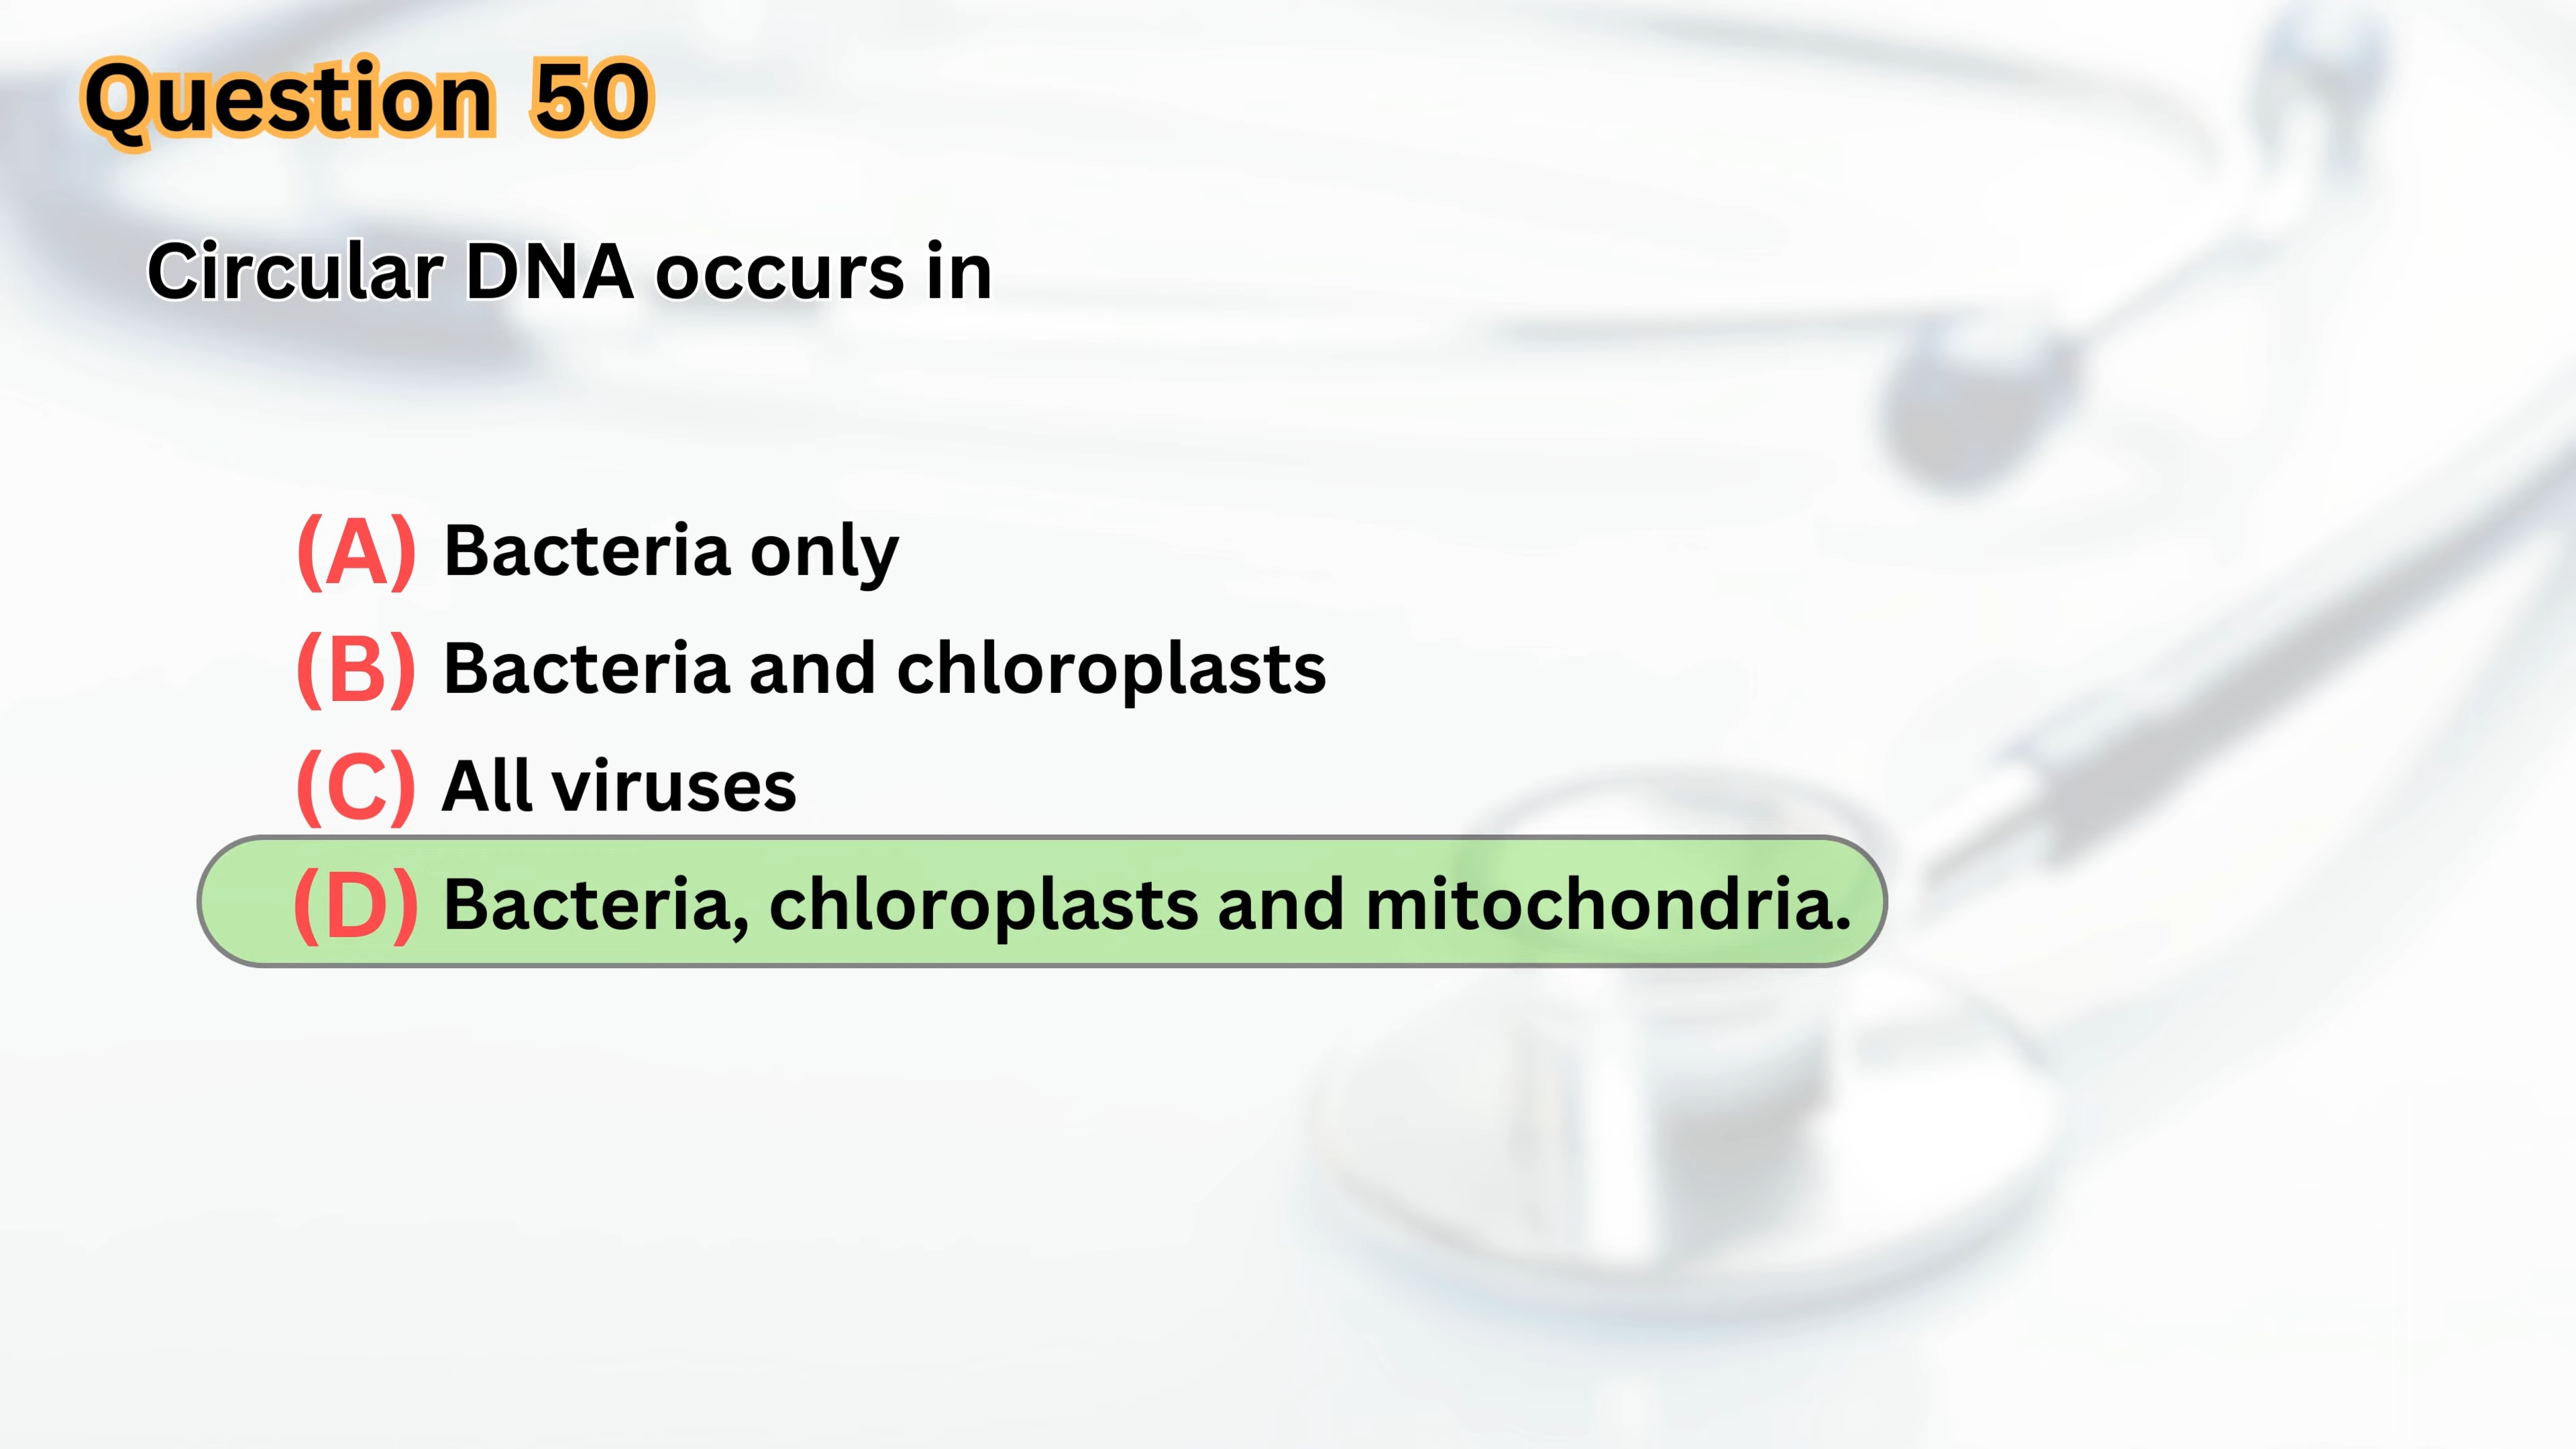 Question 50
Circular DNA occurs in
(A) Bacteria only
(B) Bacteria and chloroplasts
(C) All viruses
(D) Bacteria, chloroplasts and mitochondria.